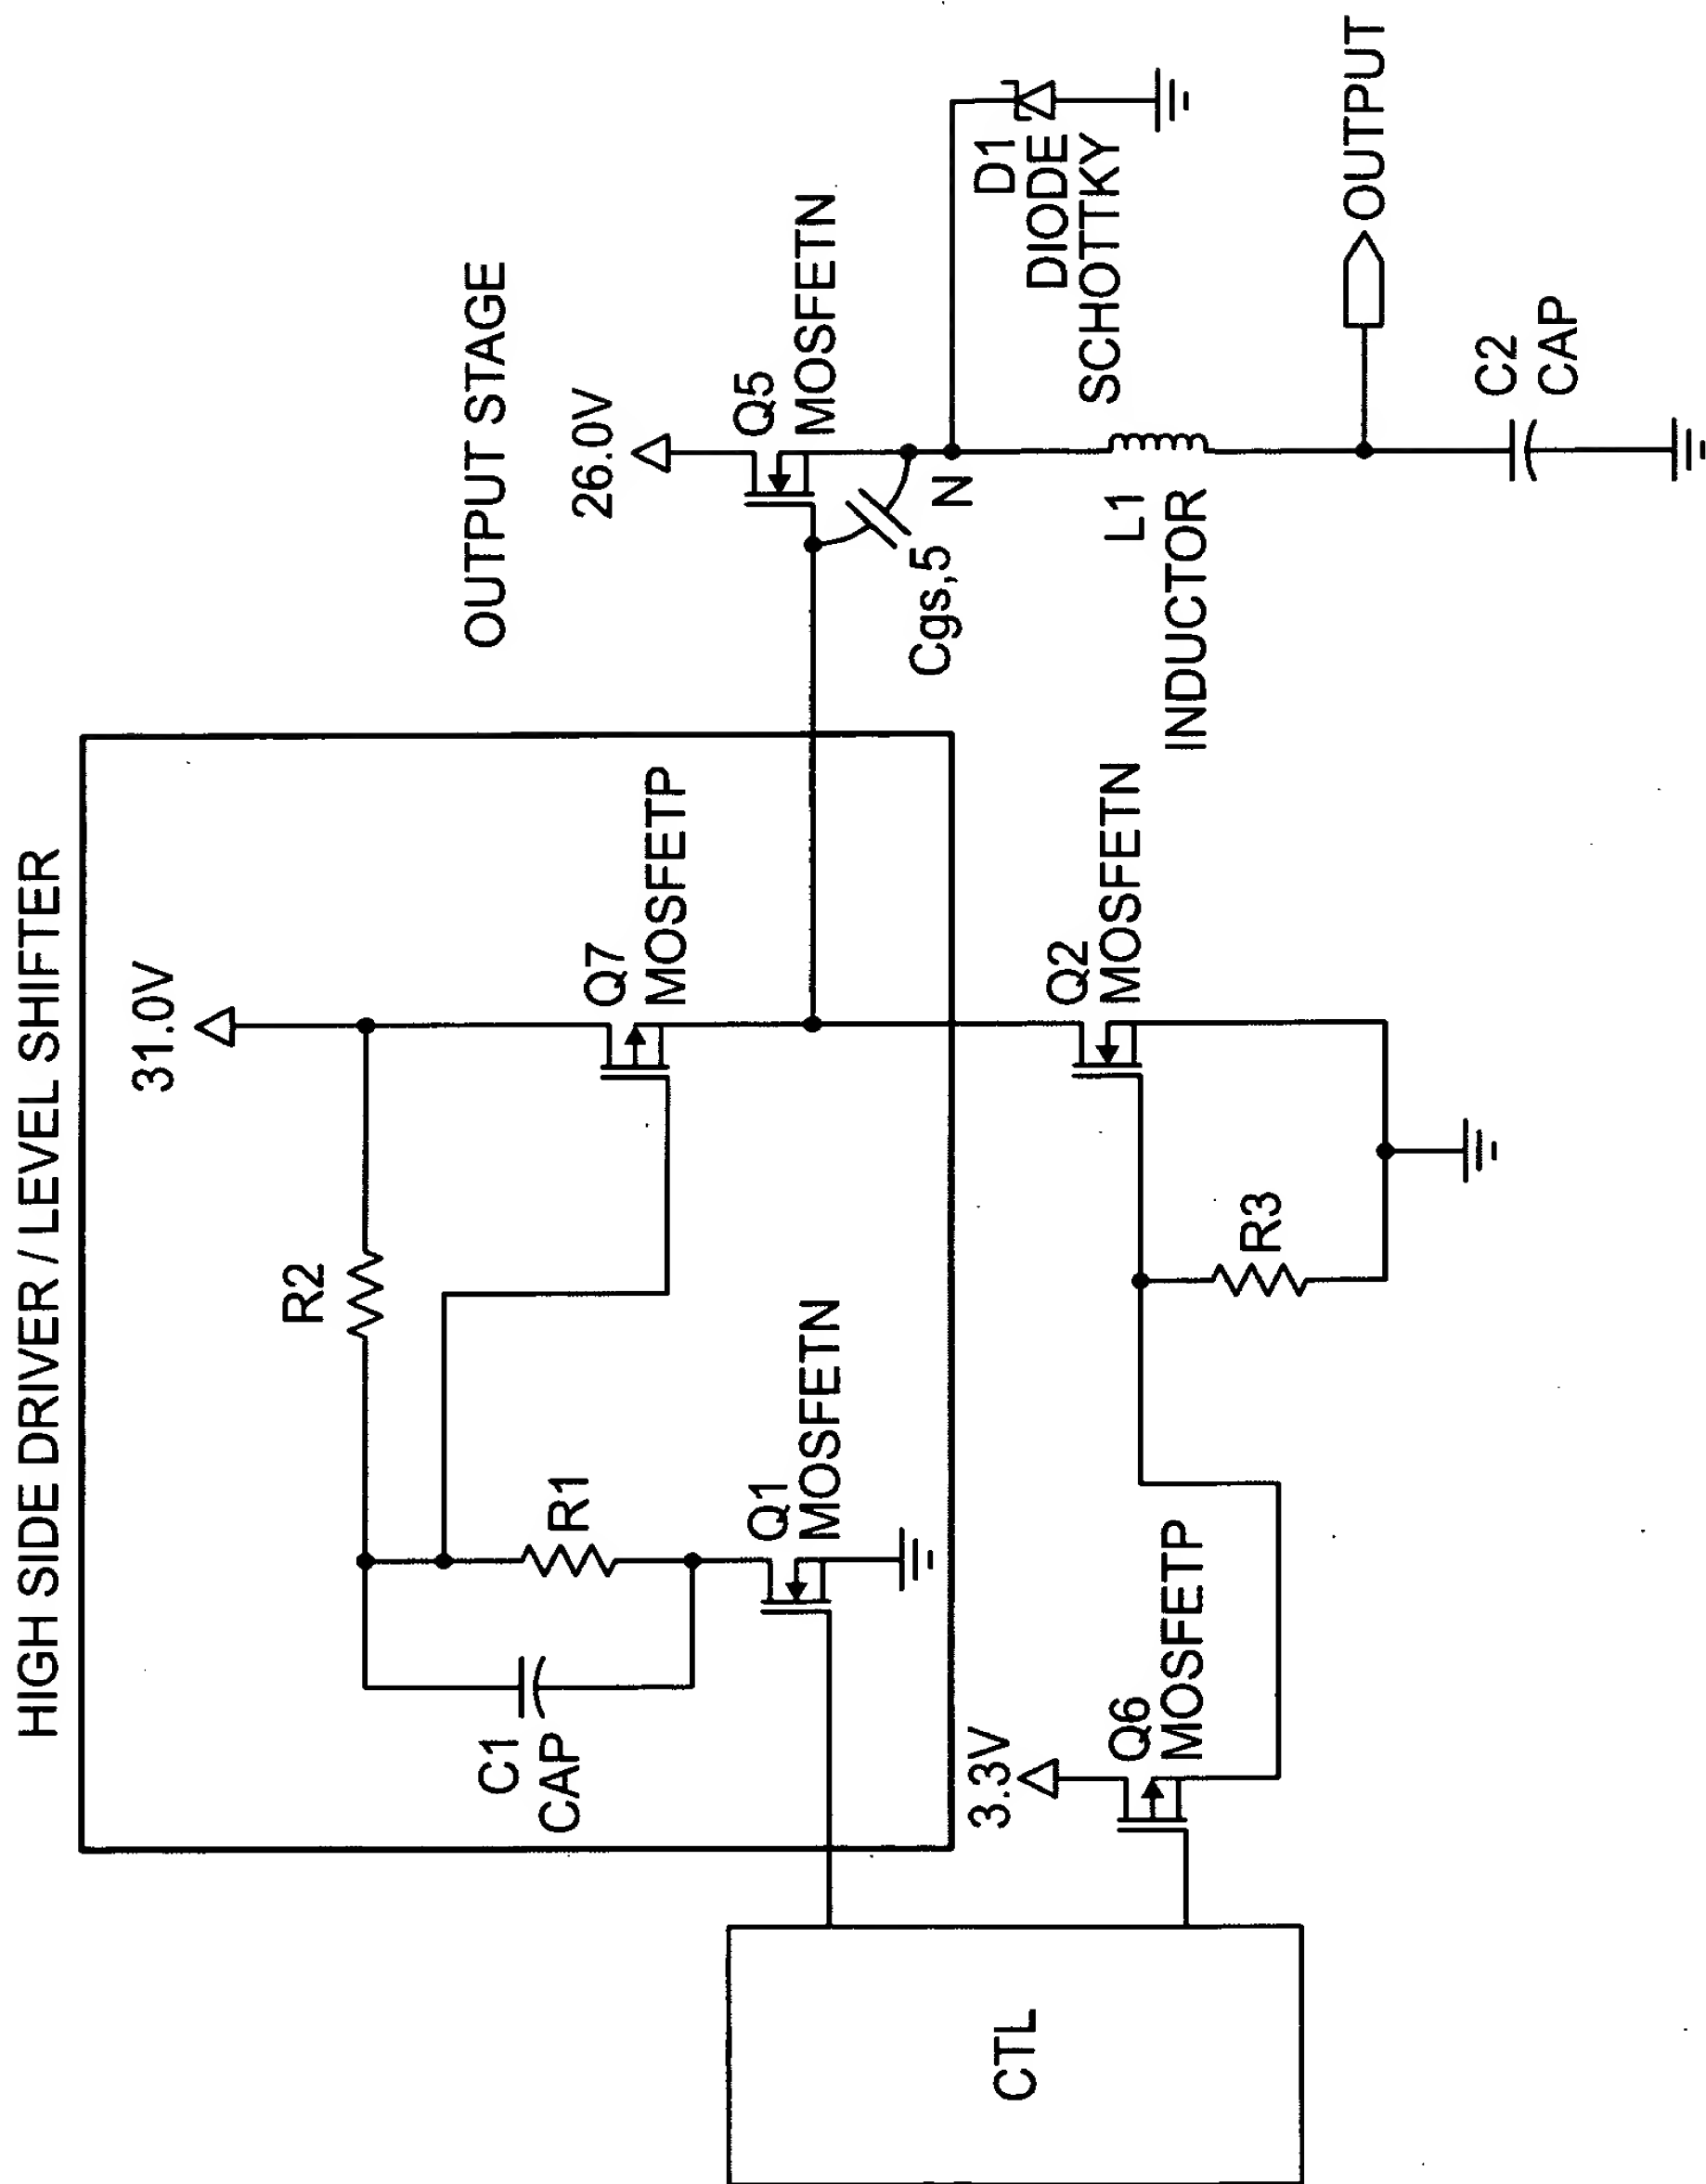 HIGH SIDE DRIVER / LEVEL SHIFTER
31.0V
R2
Q7
MOSFETP
C1
CAP
R1
Q1
MOSFETN
OUTPUT STAGE
26.0V
Q5
MOSFETN
Cgs,5
N
D1
DIODE
SCHOTTKY
L1
INDUCTOR
OUTPUT
C2
CAP
Q2
MOSFETN
R3
3.3V
Q6
MOSFETP
CTL